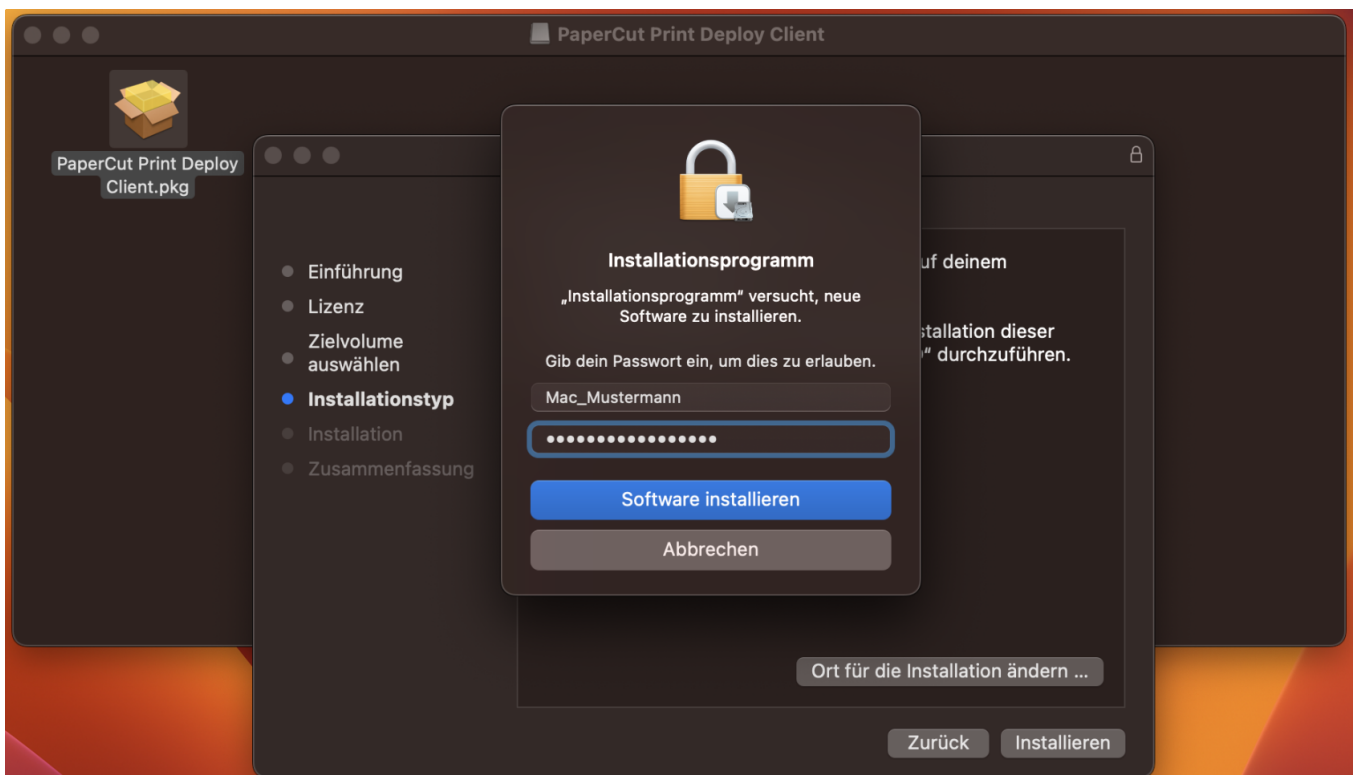 PaperCut Print Deploy Client
PaperCut Print Deploy
Client.pkg
Einführung
Lizenz
Zielvolume
auswählen
Installationstyp
Installation
Zusammenfassung
Installationsprogramm
„Installationsprogramm“ versucht, neue
Software zu installieren.
Gib dein Passwort ein, um dies zu erlauben.
Mac_Mustermann
•••••••••••••••••
Software installieren
Abbrechen
uf deinem
stallation dieser
“ durchzuführen.
Ort für die Installation ändern ...
Zurück
Installieren